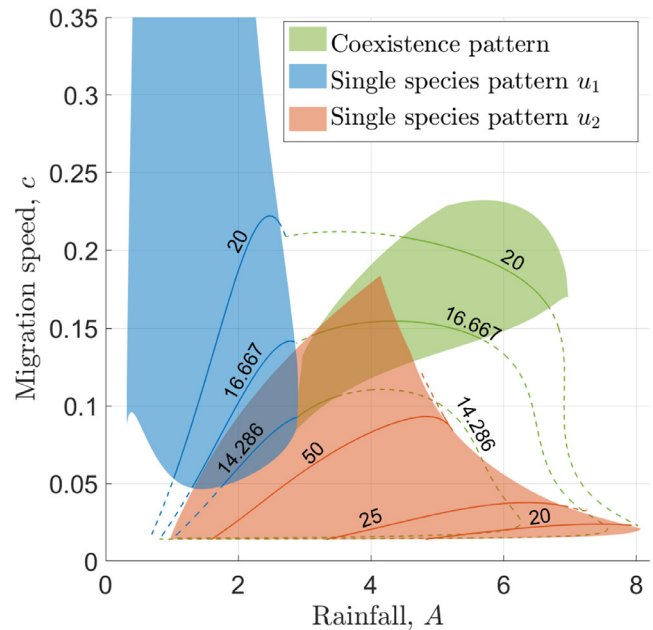 0.35
0.3
0.25
0.2
0.15
0.1
0.05
0
Migration speed, c
Coexistence pattern
Single species pattern u₁
Single species pattern u₂
20
20
16.667
16.667
14.286
14.286
50
25
20
0 2 4 6 8
Rainfall, A